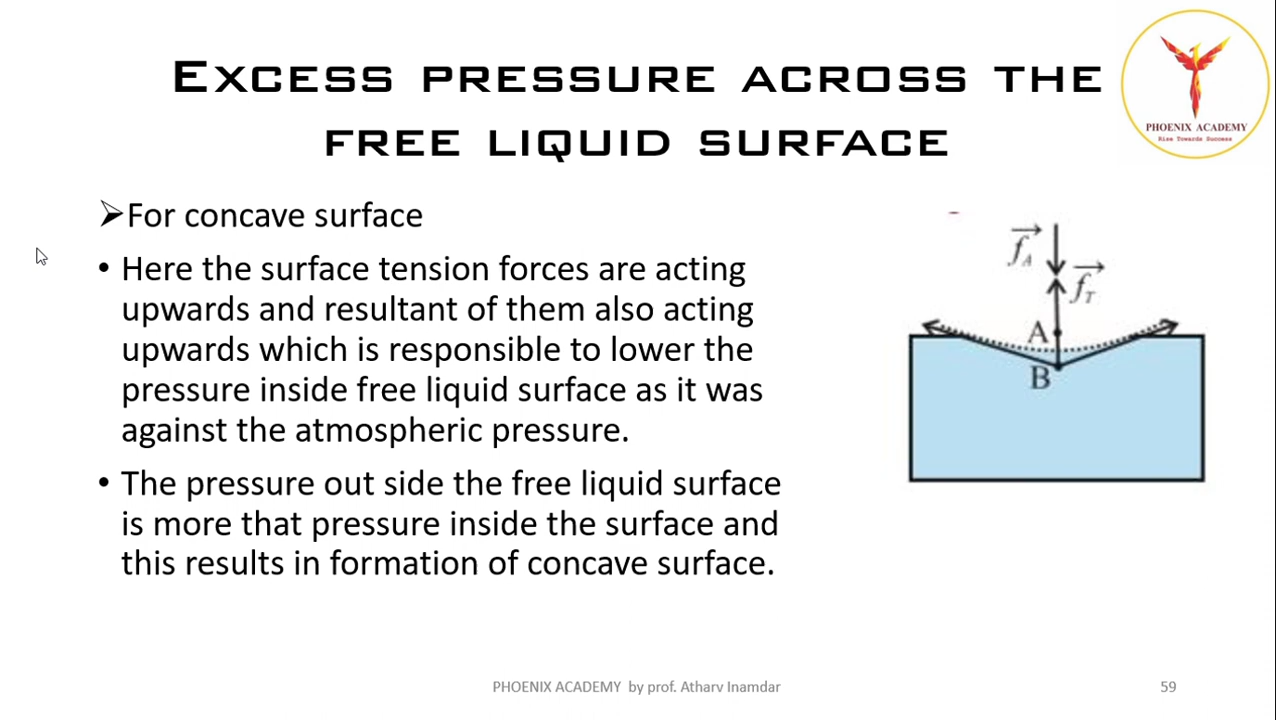 EXCESS PRESSURE ACROSS THE
FREE LIQUID SURFACE
PHOENIX ACADEMY
Rise Towards Success
➢For concave surface
• Here the surface tension forces are acting
upwards and resultant of them also acting
upwards which is responsible to lower the
pressure inside free liquid surface as it was
against the atmospheric pressure.
• The pressure out side the free liquid surface
is more that pressure inside the surface and
this results in formation of concave surface.
f_A
f_T
A
B
PHOENIX ACADEMY by prof. Atharv Inamdar
59